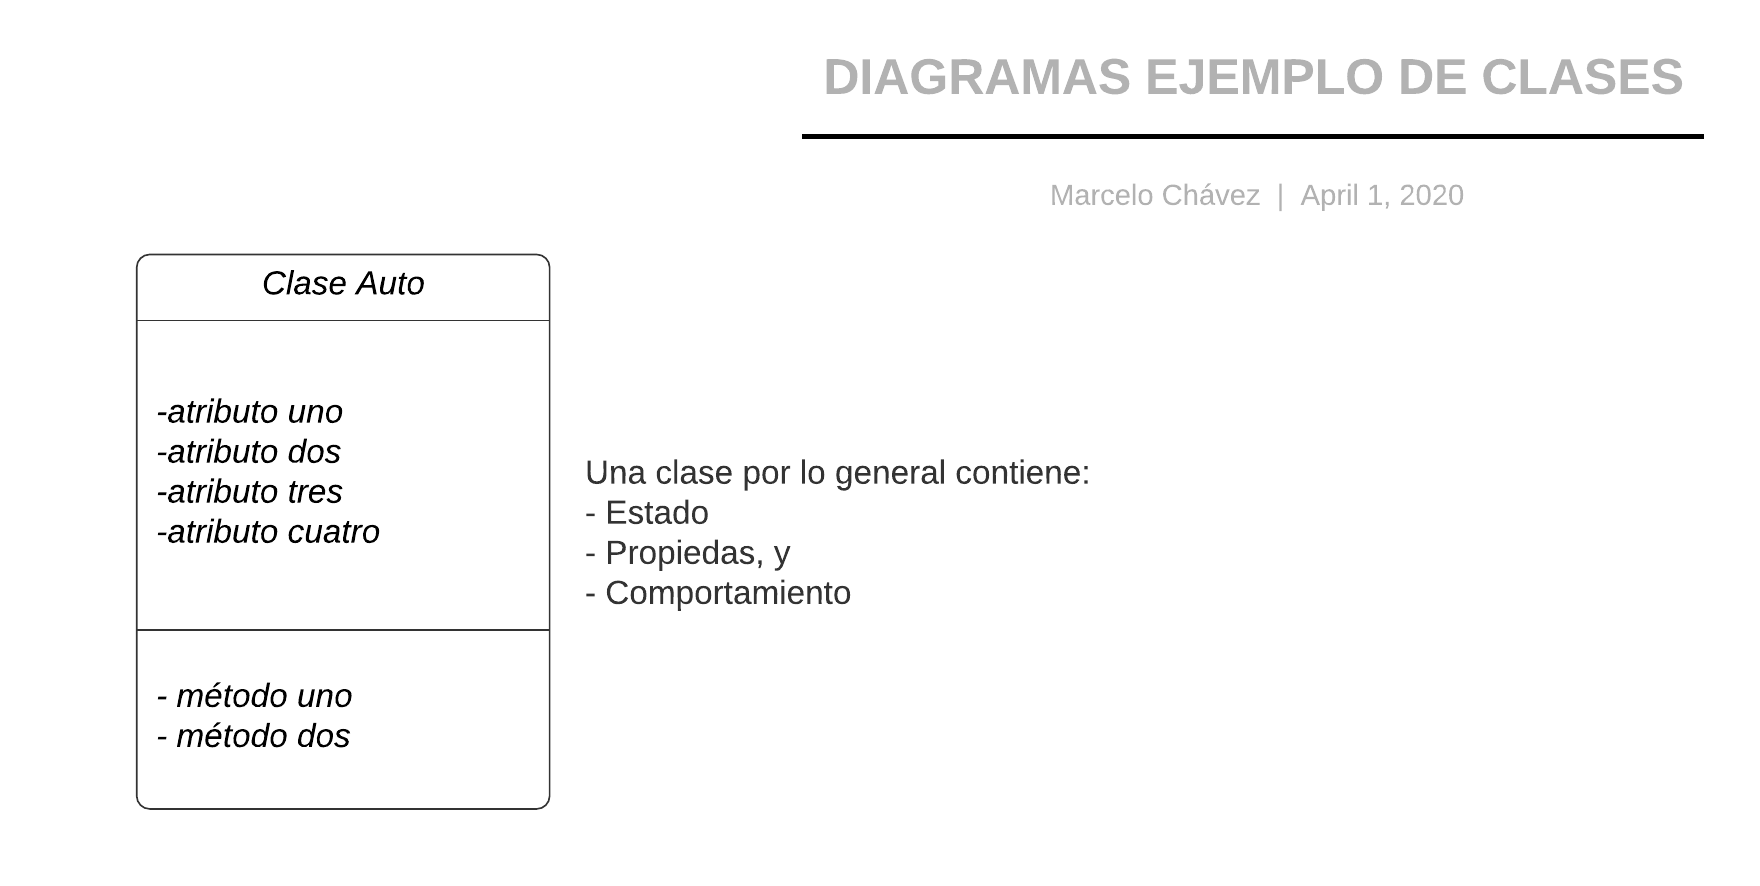 DIAGRAMAS EJEMPLO DE CLASES
Marcelo Chávez | April 1, 2020
Clase Auto
-atributo uno
-atributo dos
-atributo tres
-atributo cuatro
- método uno
- método dos
Una clase por lo general contiene:
- Estado
- Propiedas, y
- Comportamiento